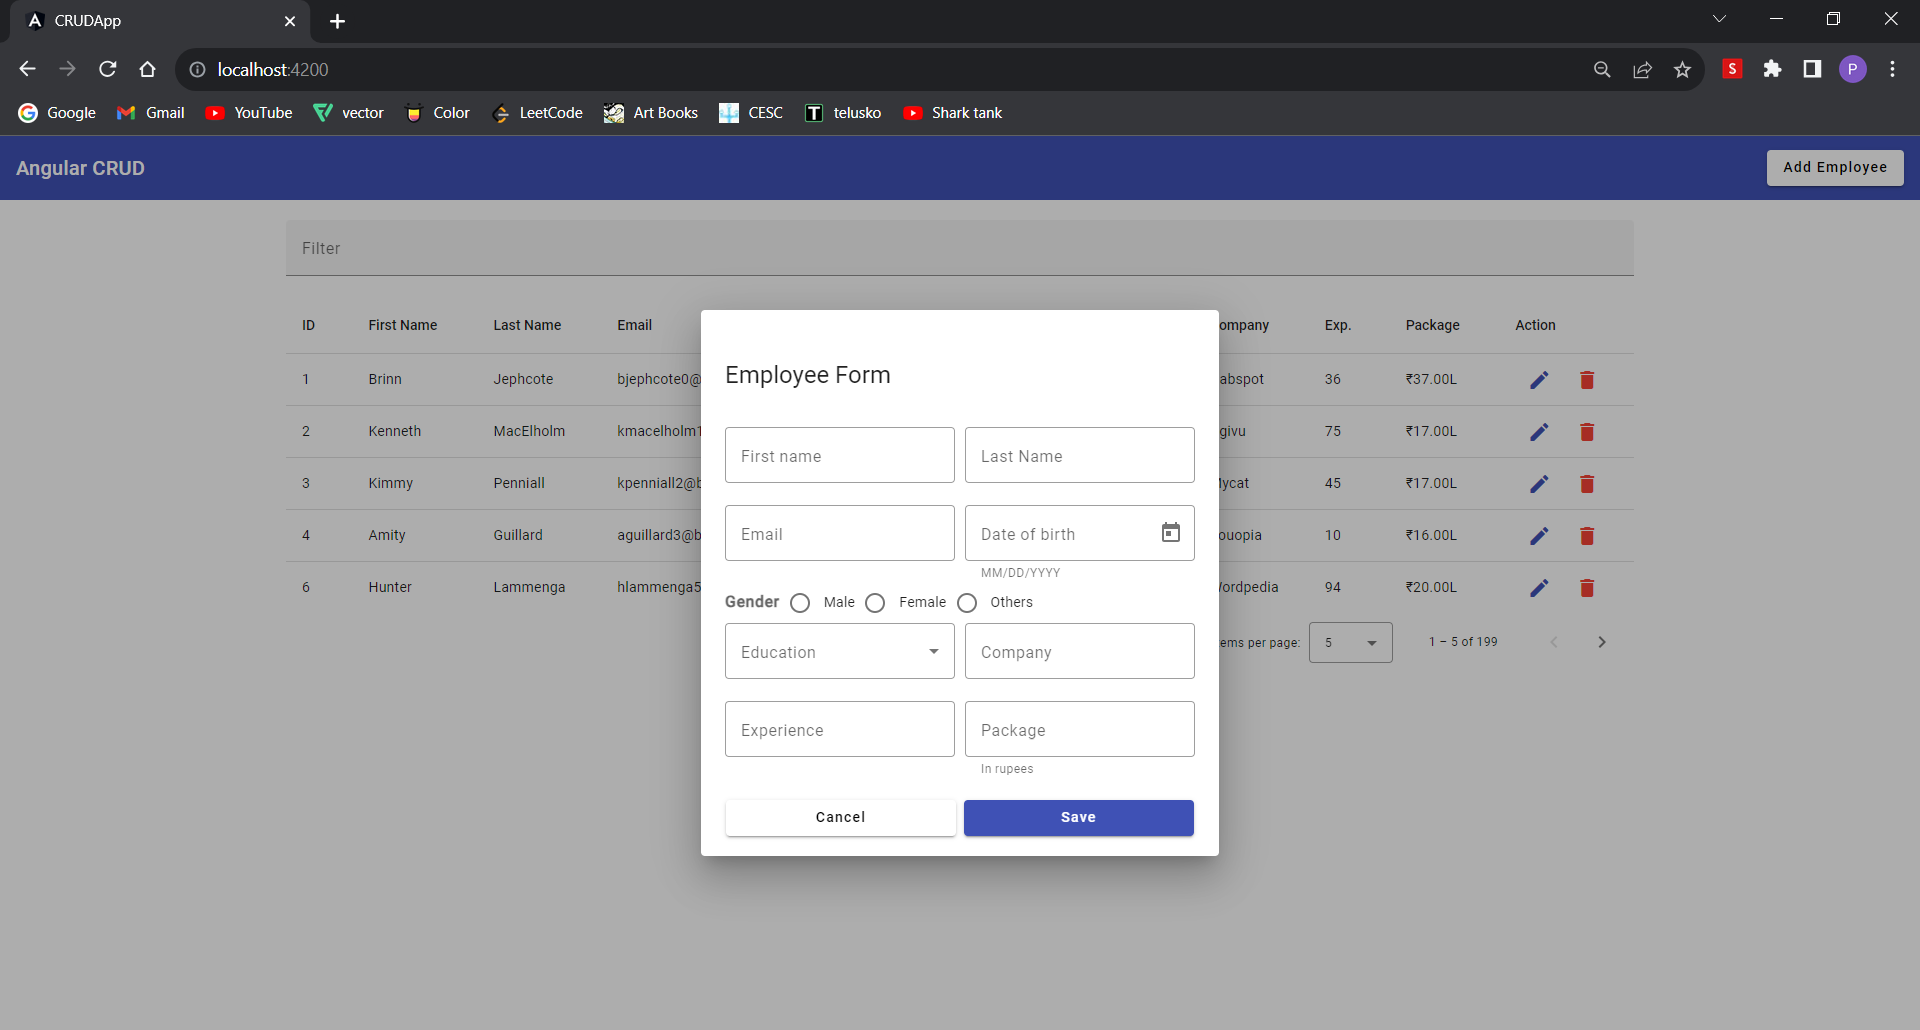 CRUDApp
localhost:4200
S
P
Google Gmail YouTube vector Color LeetCode Art Books CESC T telusko Shark tank
Angular CRUD Add Employee
Filter
ID First Name Last Name Email ompany Exp. Package Action
1 Brinn Jephcote bjephcote0@ abspot 36 ₹37.00L
2 Kenneth MacElholm kmacelholm1 givu 75 ₹17.00L
3 Kimmy Penniall kpenniall2@b ycat 45 ₹17.00L
4 Amity Guillard aguillard3@b ouopia 10 ₹16.00L
6 Hunter Lammenga hlammenga5 ordpedia 94 ₹20.00L
ems per page: 5 1 – 5 of 199
Employee Form
First name Last Name
Email Date of birth
MM/DD/YYYY
Gender Male Female Others
Education Company
Experience Package
In rupees
Cancel Save